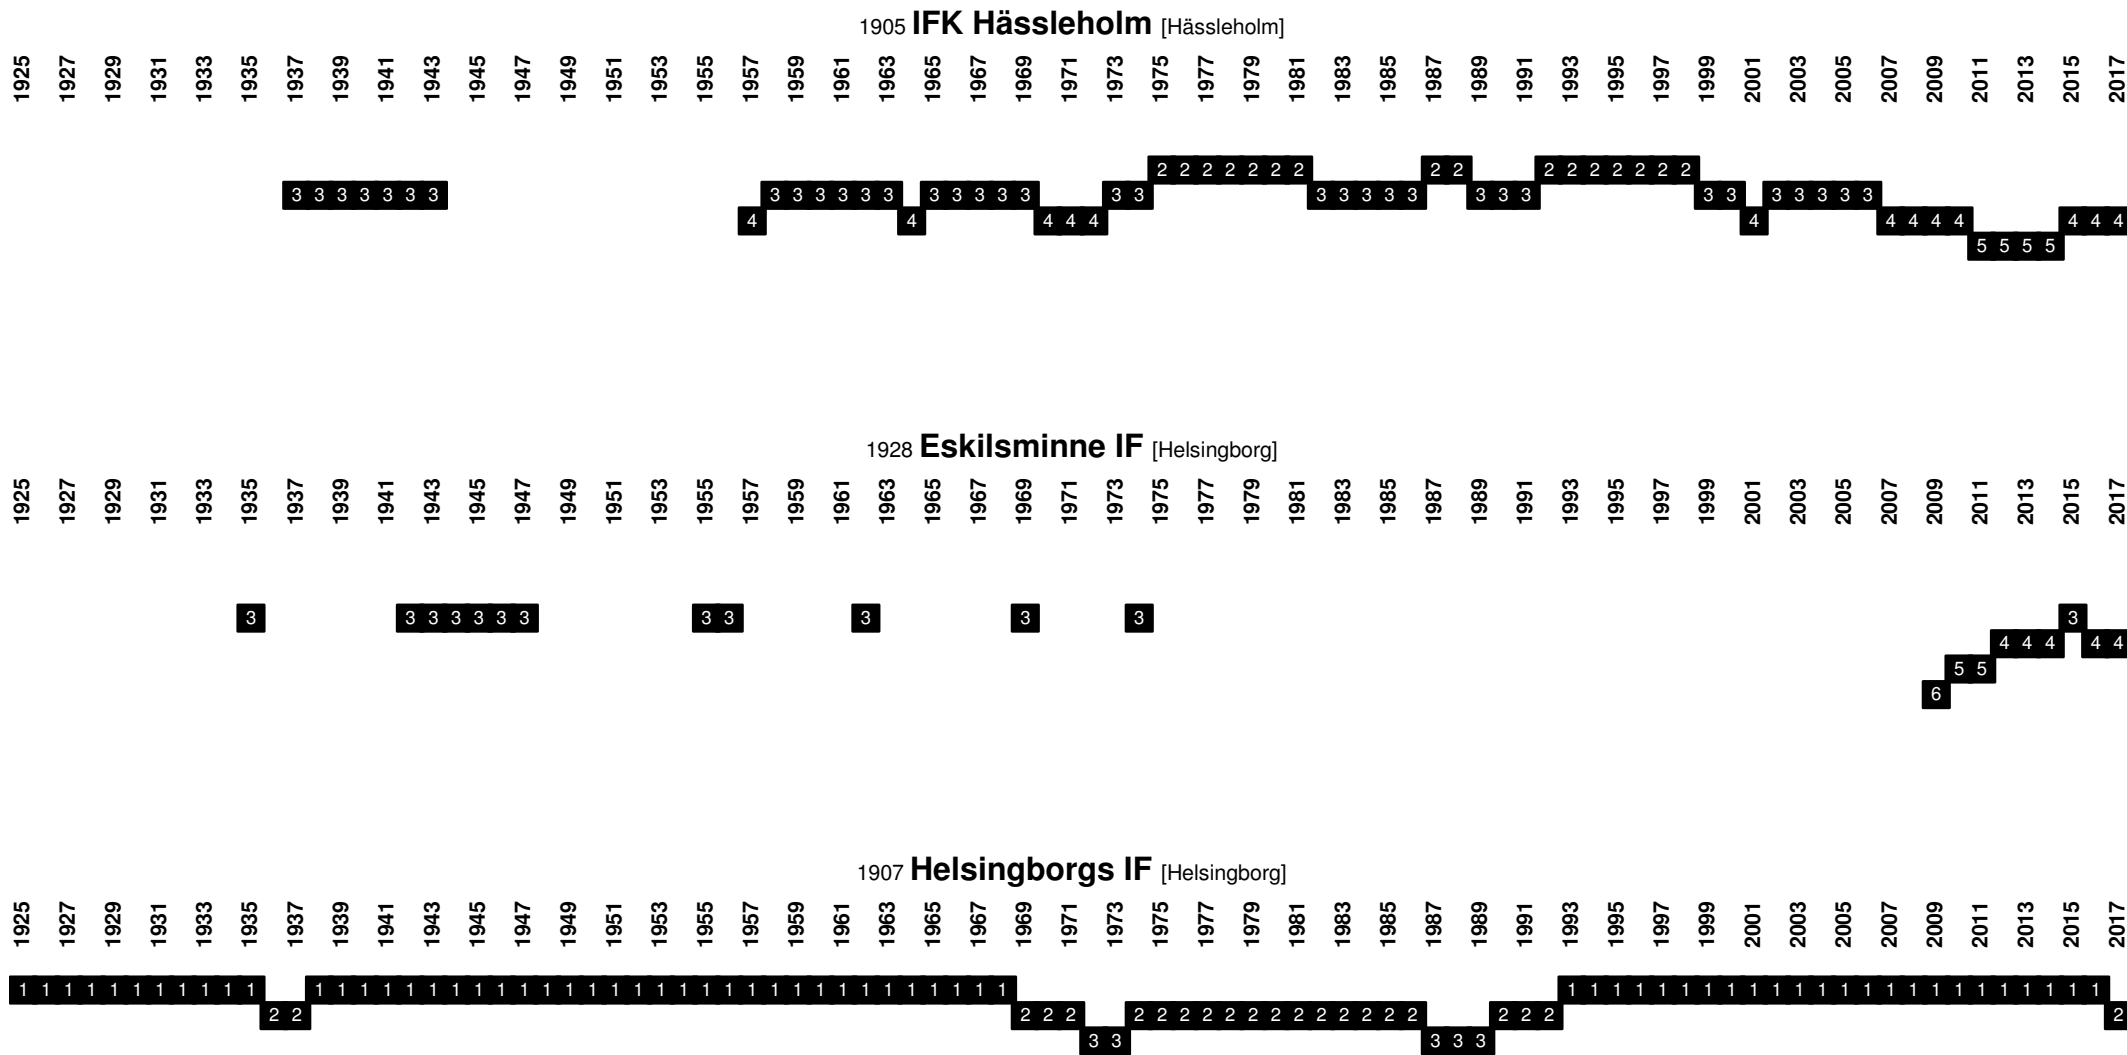 1905 IFK Hässleholm [Hässleholm]
1925 1927 1929 1931 1933 1935 1937 1939 1941 1943 1945 1947 1949 1951 1953 1955 1957 1959 1961 1963 1965 1967 1969 1971 1973 1975 1977 1979 1981 1983 1985 1987 1989 1991 1993 1995 1997 1999 2001 2003 2005 2007 2009 2011 2013 2015 2017
2 2 2 2 2 2 2 2 2 2 2 2 2 2 2 2
3 3 3 3 3 3 3 3 3 3 3 3 3 3 3 3 3 3 3 3 3 3 3 3 3 3 3 3 3 3 3 3 3 3 3
4 4 4 4 4 4 4 4 4 4 4 4 4
5 5 5 5
1928 Eskilsminne IF [Helsingborg]
1925 1927 1929 1931 1933 1935 1937 1939 1941 1943 1945 1947 1949 1951 1953 1955 1957 1959 1961 1963 1965 1967 1969 1971 1973 1975 1977 1979 1981 1983 1985 1987 1989 1991 1993 1995 1997 1999 2001 2003 2005 2007 2009 2011 2013 2015 2017
3 3 3 3 3 3 3 3 3 3 3 3 3
4 4 4 4 4
5 5
6
1907 Helsingborgs IF [Helsingborg]
1925 1927 1929 1931 1933 1935 1937 1939 1941 1943 1945 1947 1949 1951 1953 1955 1957 1959 1961 1963 1965 1967 1969 1971 1973 1975 1977 1979 1981 1983 1985 1987 1989 1991 1993 1995 1997 1999 2001 2003 2005 2007 2009 2011 2013 2015 2017
1 1 1 1 1 1 1 1 1 1 1 1 1 1 1 1 1 1 1 1 1 1 1 1 1 1 1 1 1 1 1 1 1 1 1 1 1 1 1 1 1 1 1 1 1 1 1 1 1 1 1 1 1 1 1 1 1 1 1 1 1 1 1 1 1 1
2 2 2 2 2 2 2 2 2 2 2 2 2 2 2 2 2 2 2 2 2 2
3 3 3 3 3